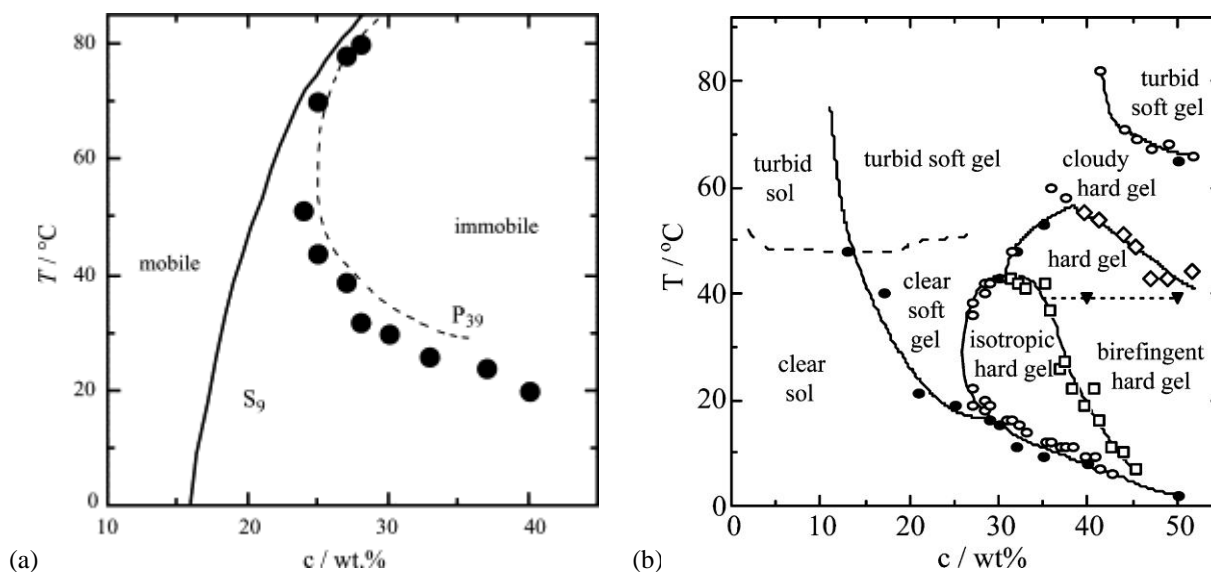 80
60
40
20
0
10
20
30
40
T / °C
c / wt.%
mobile
immobile
S9
P39
(a)
80
60
40
20
0
0
10
20
30
40
50
T / °C
c / wt%
turbid
soft gel
turbid soft gel
turbid
sol
cloudy
hard gel
hard gel
clear
soft
gel
isotropic
hard gel
birefingent
hard gel
clear
sol
(b)